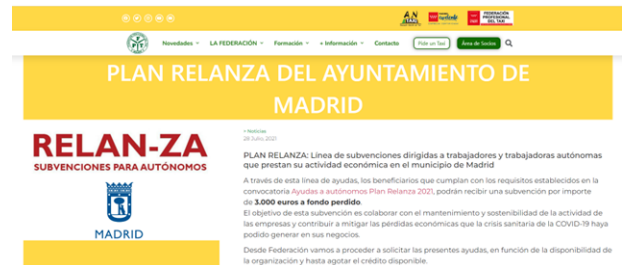 FEDERACIÓN
PROFESIONAL
DEL TAXI
Novedades
LA FEDERACIÓN
Formación
+ Información
Contacto
Pide un Taxi
Área de Socios
PLAN RELANZA DEL AYUNTAMIENTO DE
MADRID
RELAN-ZA
SUBVENCIONES PARA AUTÓNOMOS
MADRID
+ Noticias
28 Julio, 2021
PLAN RELANZA: Línea de subvenciones dirigidas a trabajadores y trabajadoras autónomas
que prestan su actividad económica en el municipio de Madrid
A través de esta línea de ayudas, los beneficiarios que cumplan con los requisitos establecidos en la
convocatoria Ayudas a autónomos Plan Relanza 2021, podrán recibir una subvención por importe
de 3.000 euros a fondo perdido.
El objetivo de esta subvención es colaborar con el mantenimiento y sostenibilidad de la actividad de
las empresas y contribuir a mitigar las pérdidas económicas que la crisis sanitaria de la COVID-19 haya
podido generar en sus negocios.
Desde Federación vamos a proceder a solicitar las presentes ayudas, en función de la disponibilidad de
la organización y hasta agotar el crédito disponible.